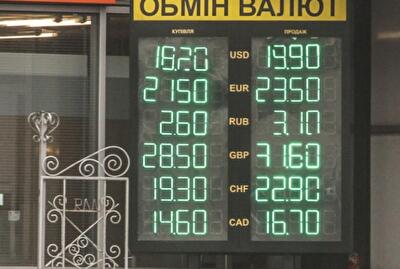 ОБМІН ВАЛЮТ
КУПІВЛЯ ПРОДАЖ
18.20 USD 19.90
21.50 EUR 23.50
2.60 RUB 3.10
28.50 GBP 31.60
19.30 CHF 22.90
14.60 CAD 16.70